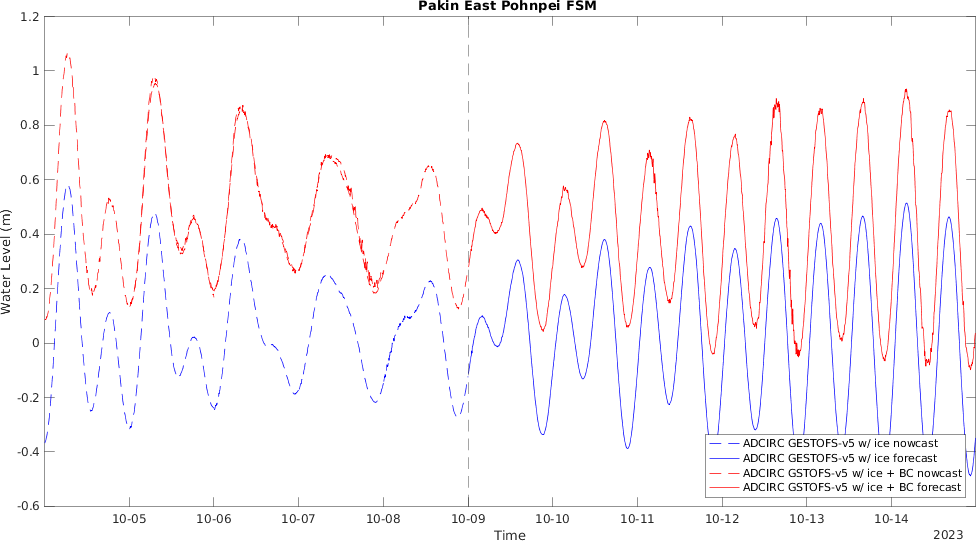 Pakin East Pohnpei FSM
Water Level (m)
1.2
1
0.8
0.6
0.4
0.2
0
-0.2
-0.4
-0.6
ADCIRC GESTOFS-v5 w/ ice nowcast
ADCIRC GESTOFS-v5 w/ ice forecast
ADCIRC GSTOFS-v5 w/ ice + BC nowcast
ADCIRC GSTOFS-v5 w/ ice + BC forecast
10-05 10-06 10-07 10-08 10-09 10-10 10-11 10-12 10-13 10-14
Time
2023